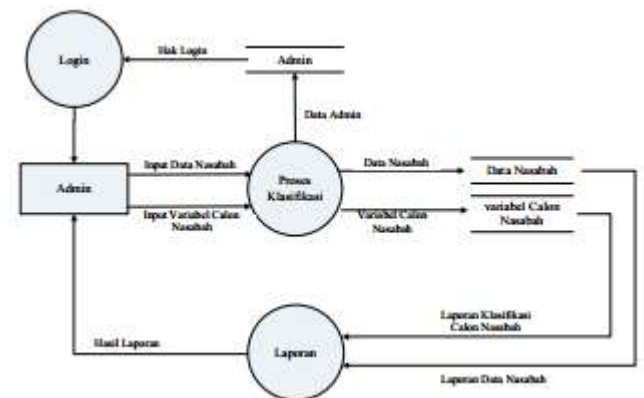 Login
Hak Login
Admin
Data Admin
Admin
Input Data Nasabah
Input Variabel Calon
Nasabah
Proses
Klasifikasi
Data Nasabah
Variabel Calon
Nasabah
Data Nasabah
variabel Calon
Nasabah
Laporan Klasifikasi
Calon Nasabah
Hasil Laporan
Laporan
Laporan Data Nasabah